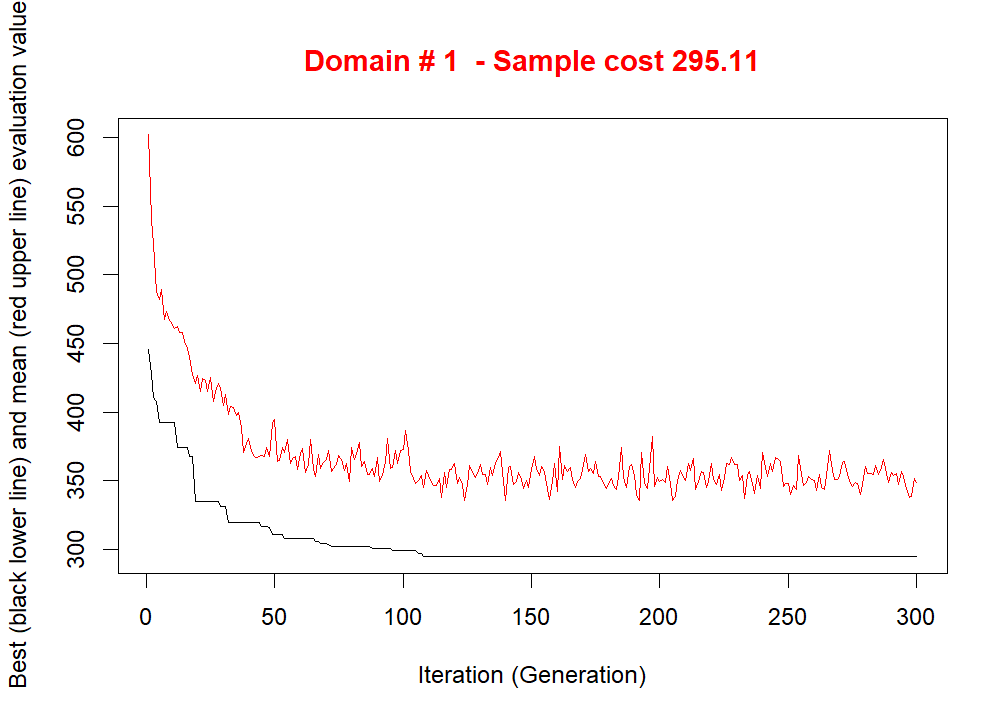 Domain # 1  - Sample cost 295.11
Best (black lower line) and mean (red upper line) evaluation value
600
550
500
450
400
350
300
0 50 100 150 200 250 300
Iteration (Generation)